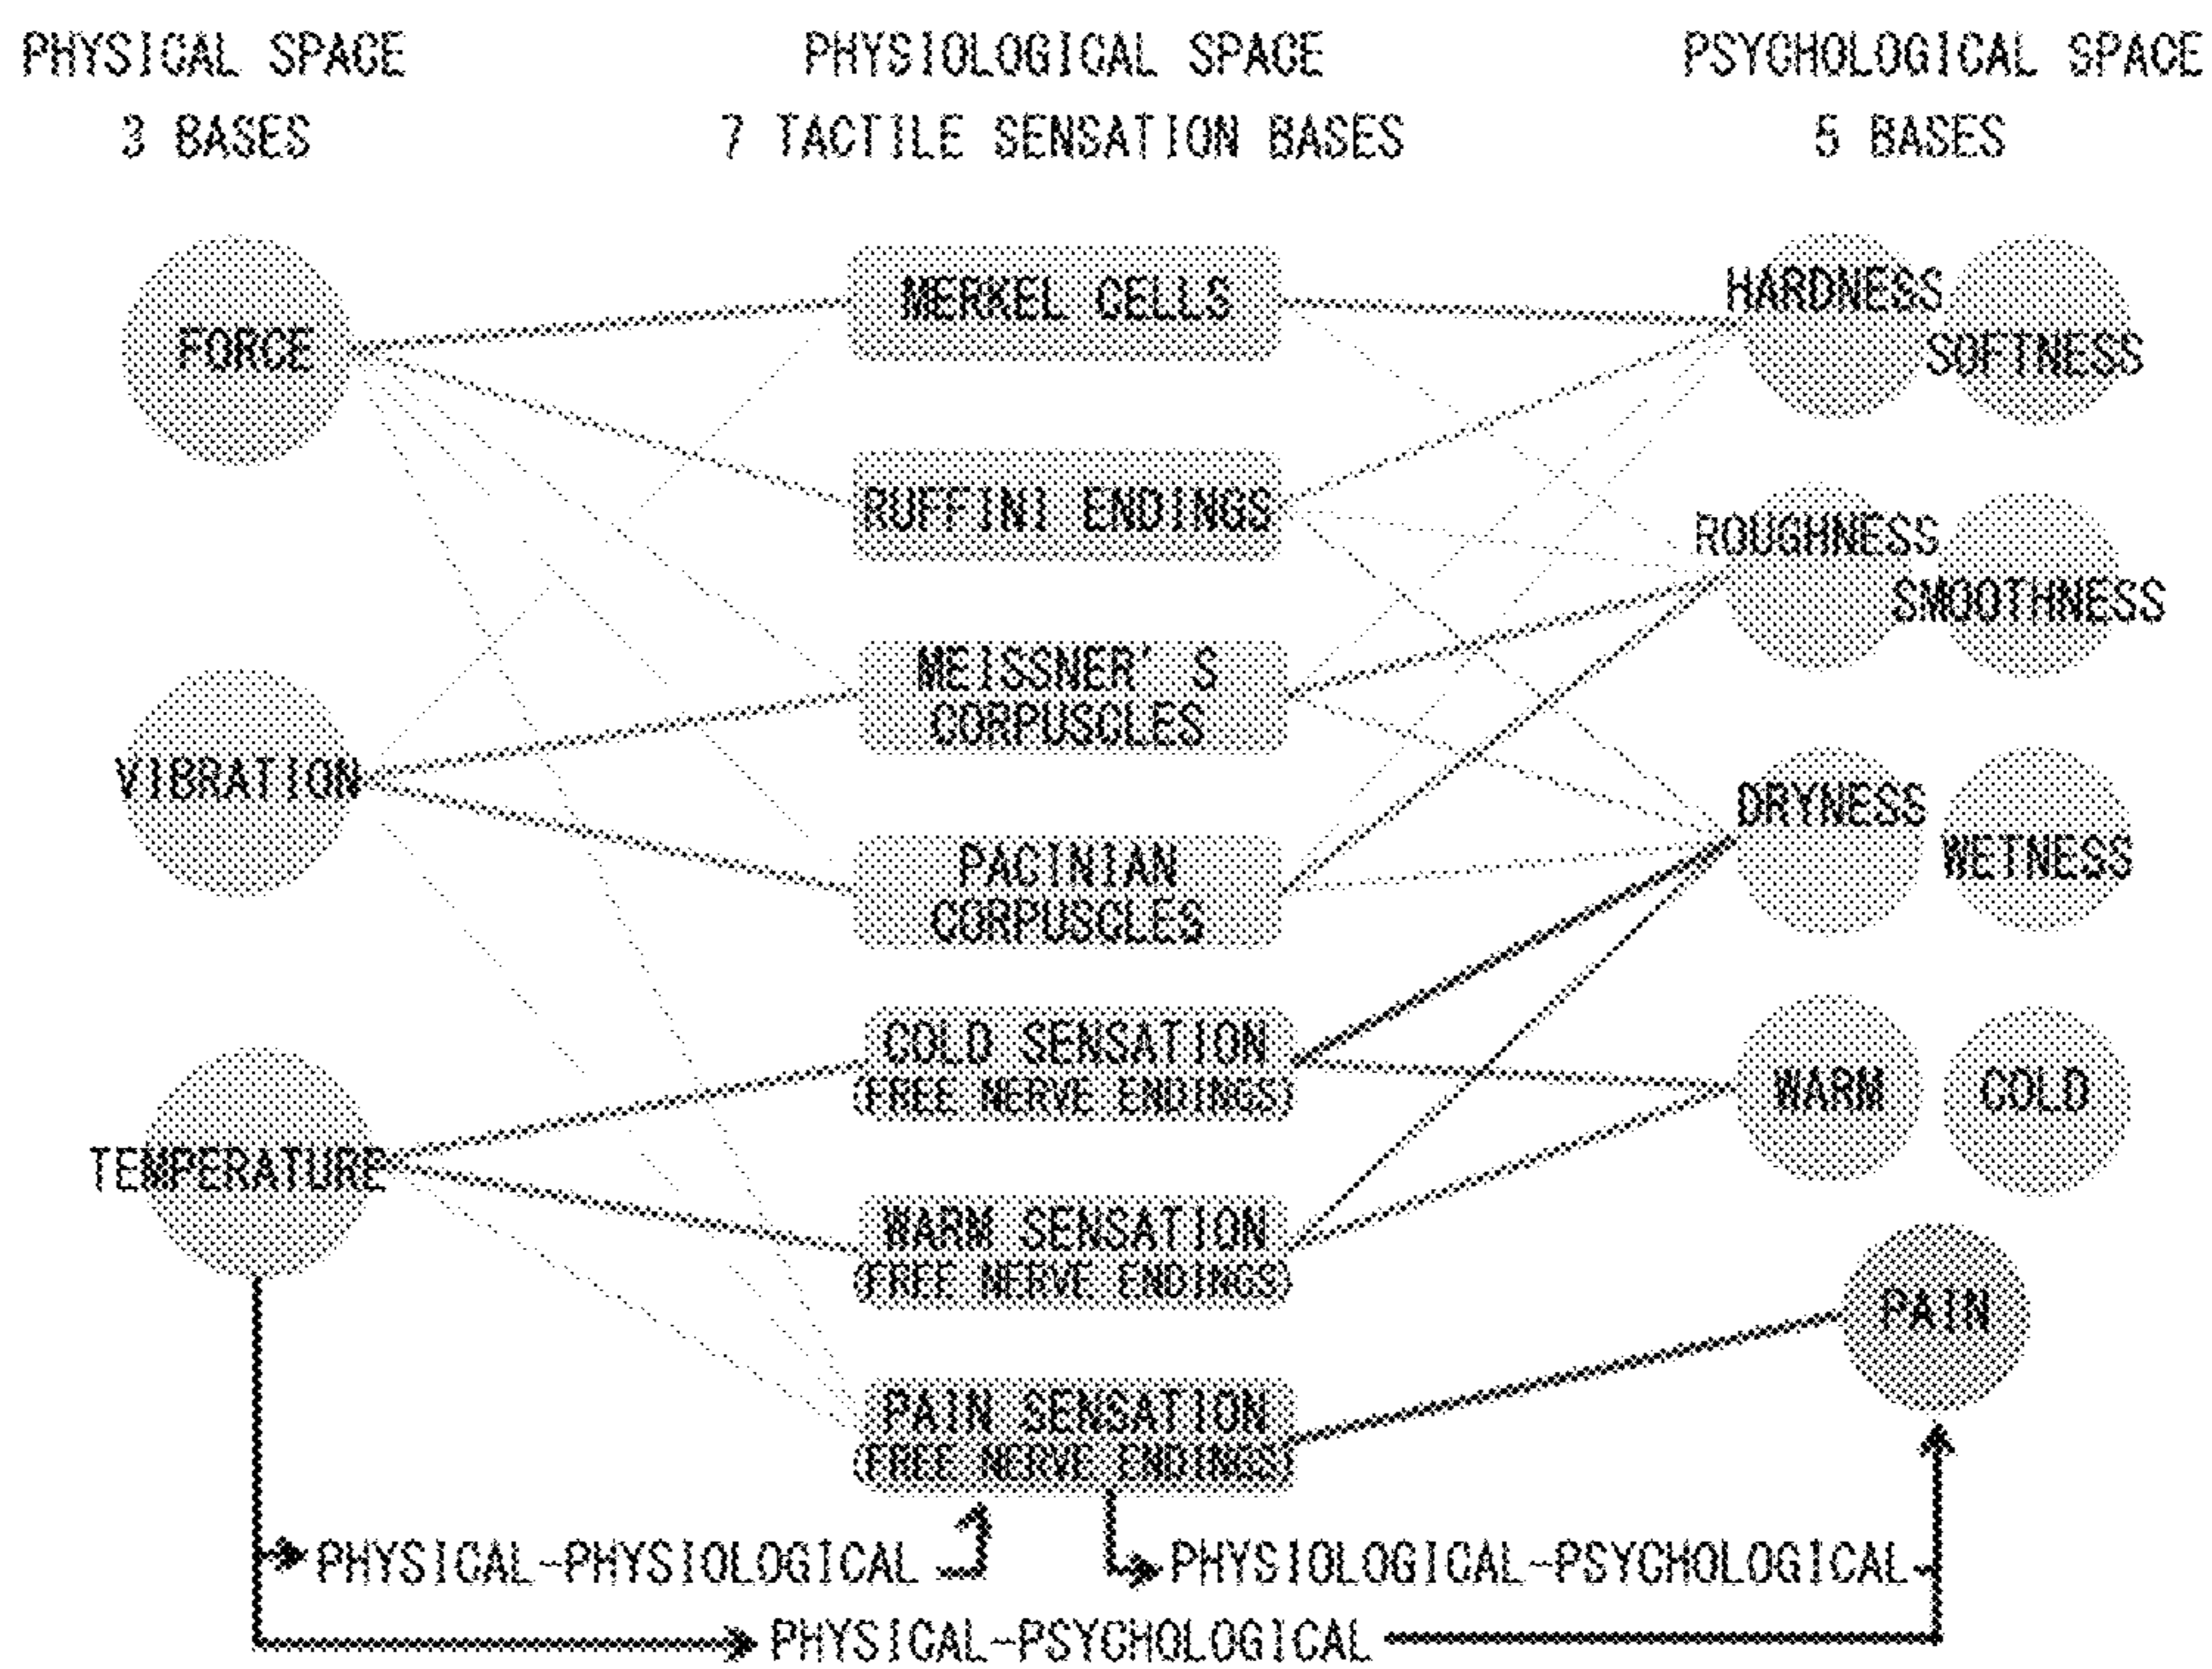 PHYSICAL SPACE
3 BASES
PHYSIOLOGICAL SPACE
7 TACTILE SENSATION BASES
PSYCHOLOGICAL SPACE
5 BASES
FORCE
VIBRATION
TEMPERATURE
MERKEL CELLS
RUFFINI ENDINGS
MEISSNER'S
CORPUSCLES
PACINIAN
CORPUSCLES
COLD SENSATION
(FREE NERVE ENDINGS)
WARM SENSATION
(FREE NERVE ENDINGS)
PAIN SENSATION
(FREE NERVE ENDINGS)
HARDNESS
SOFTNESS
ROUGHNESS
SMOOTHNESS
DRYNESS
WETNESS
WARM
COLD
PAIN
PHYSICAL-PHYSIOLOGICAL
PHYSIOLOGICAL-PSYCHOLOGICAL
PHYSICAL-PSYCHOLOGICAL